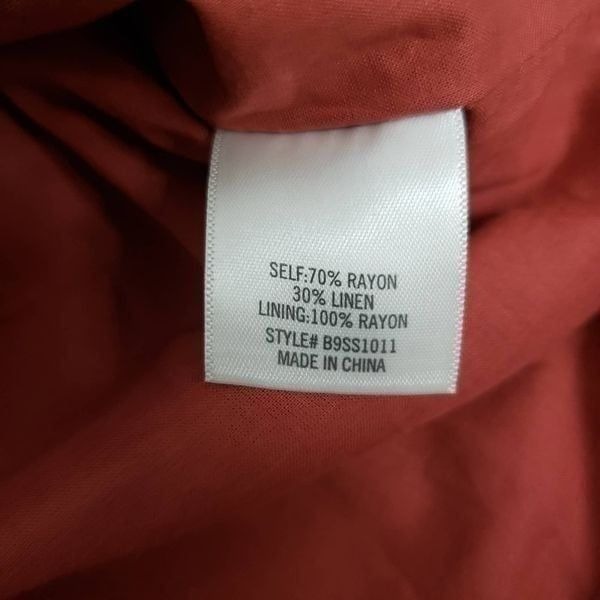 SELF:70% RAYON
30% LINEN
LINING:100% RAYON
STYLE# B9SS1011
MADE IN CHINA